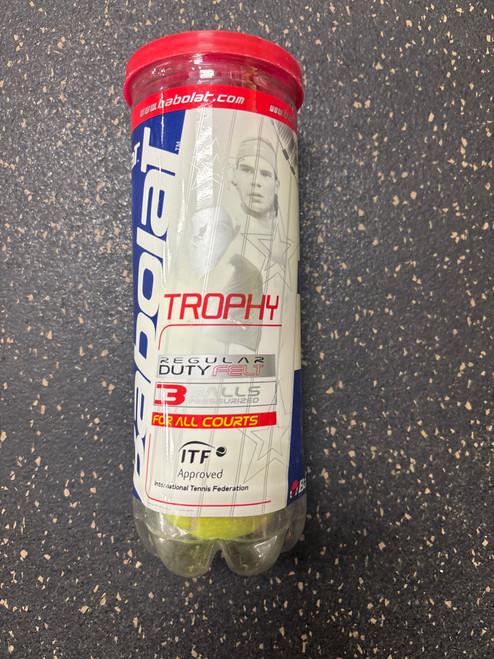 www.babolat.com
Babolat
TROPHY
REGULAR
DUTY FELT
3 BALLS
PRESSURIZED
FOR ALL COURTS
ITF
Approved
International Tennis Federation